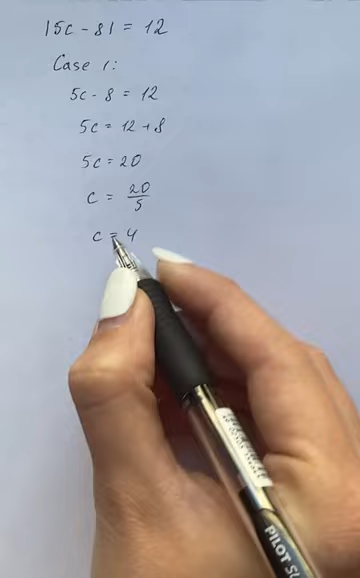 |5c - 8| = 12
Case 1:
5c - 8 = 12
5c = 12 + 8
5c = 20
c = 20/5
c = 4
PILOT